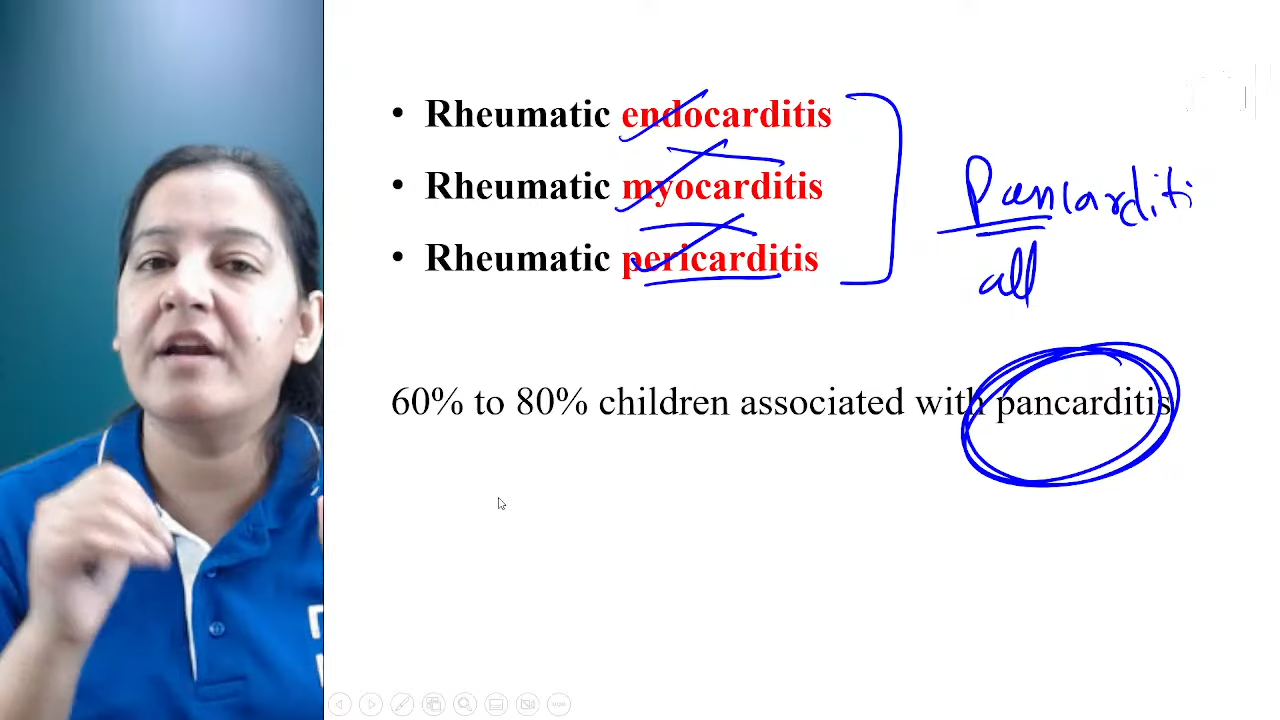 • Rheumatic endocarditis
• Rheumatic myocarditis
• Rheumatic pericarditis
Pancarditi
all
60% to 80% children associated with pancarditis